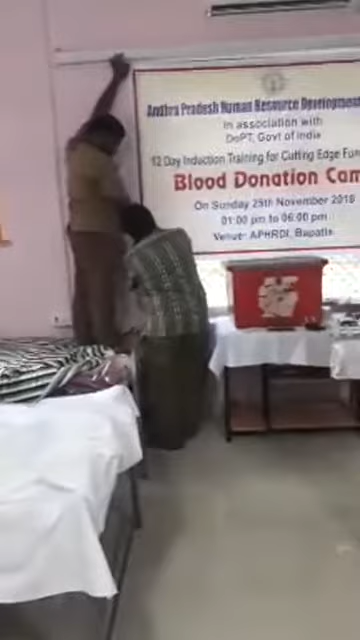 Andhra Pradesh Human Resource Development
In association with
DoPT, Govt of India
12 Day Induction Training for Cutting Edge Fun
Blood Donation Cam
On Sunday 25th November 2018
01:00 pm to 06:00 pm
Venue: APHRDI, Bapatla